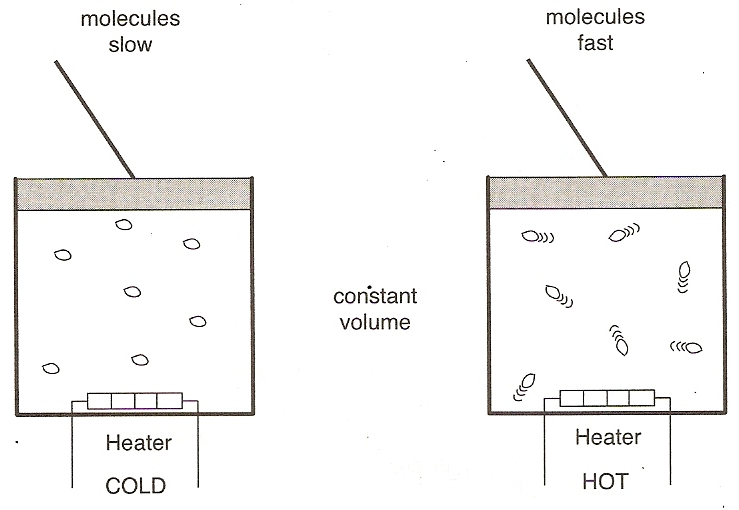 molecules
slow
molecules
fast
constant
volume
Heater
COLD
Heater
HOT